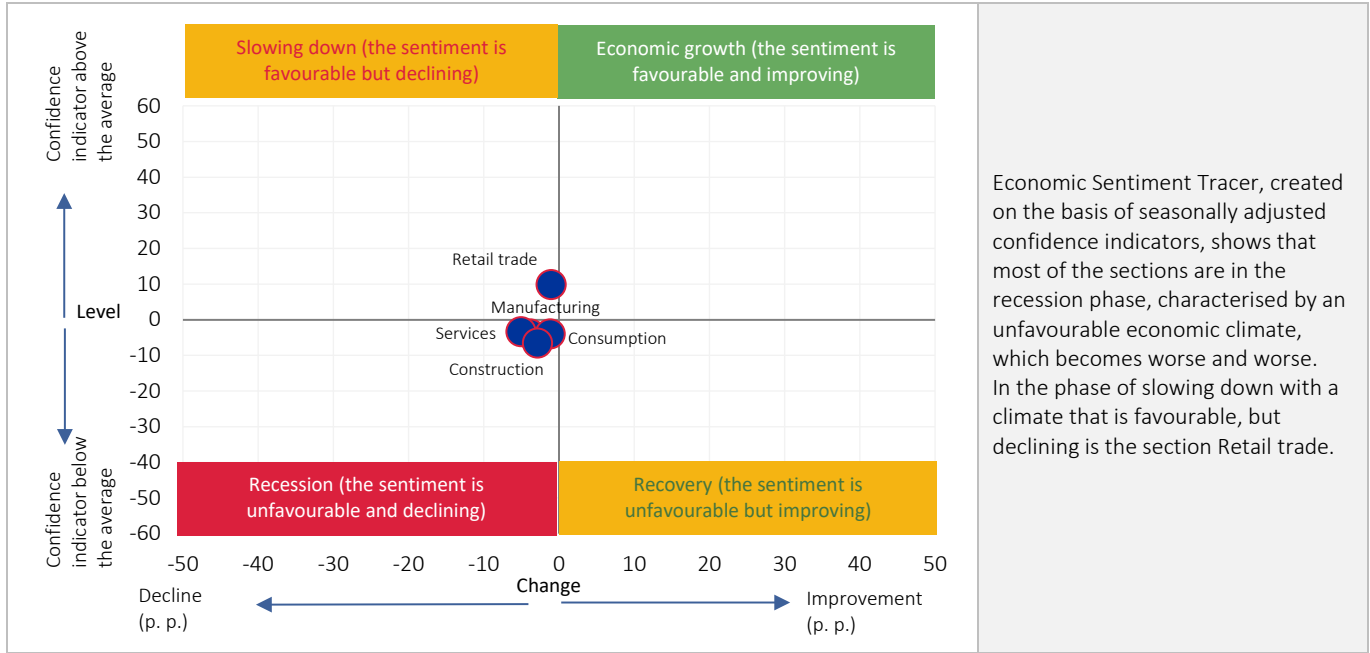 Slowing down (the sentiment is
favourable but declining)
Economic growth (the sentiment is
favourable and improving)
Confidence
indicator above
the average
Level
Confidence
indicator below
the average
60
50
40
30
20
10
0
-10
-20
-30
-40
-50
-60
Retail trade
Manufacturing
Services
Consumption
Construction
Recession (the sentiment is
unfavourable and declining)
Recovery (the sentiment is
unfavourable but improving)
-50 -40 -30 -20 -10 0 10 20 30 40 50
Change
Decline
(p. p.)
Improvement
(p. p.)
Economic Sentiment Tracer, created
on the basis of seasonally adjusted
confidence indicators, shows that
most of the sections are in the
recession phase, characterised by an
unfavourable economic climate,
which becomes worse and worse.
In the phase of slowing down with a
climate that is favourable, but
declining is the section Retail trade.